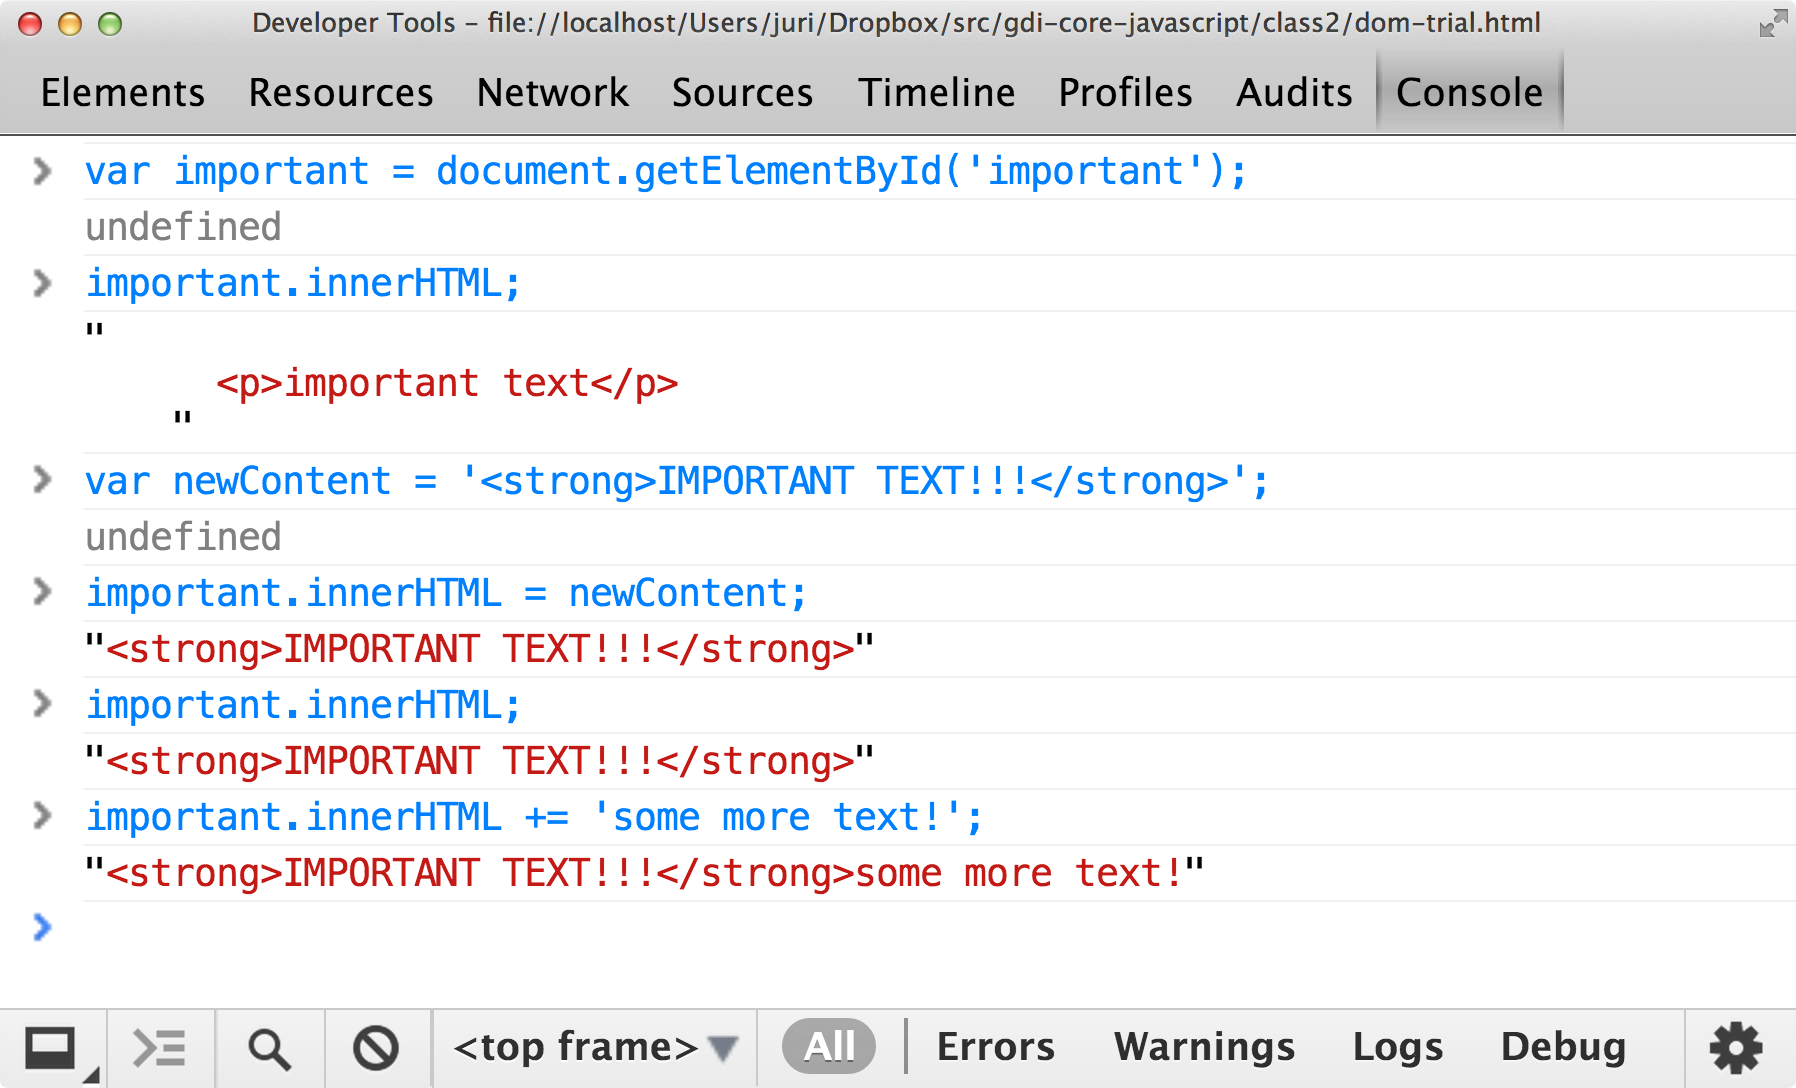 Developer Tools - file://localhost/Users/juri/Dropbox/src/gdi-core-javascript/class2/dom-trial.html
Elements Resources Network Sources Timeline Profiles Audits Console
var important = document.getElementById('important');
undefined
important.innerHTML;
"
<p>important text</p>
"
var newContent = '<strong>IMPORTANT TEXT!!!</strong>';
undefined
important.innerHTML = newContent;
"<strong>IMPORTANT TEXT!!!</strong>"
important.innerHTML;
"<strong>IMPORTANT TEXT!!!</strong>"
important.innerHTML += 'some more text!';
"<strong>IMPORTANT TEXT!!!</strong>some more text!"
<top frame> All Errors Warnings Logs Debug